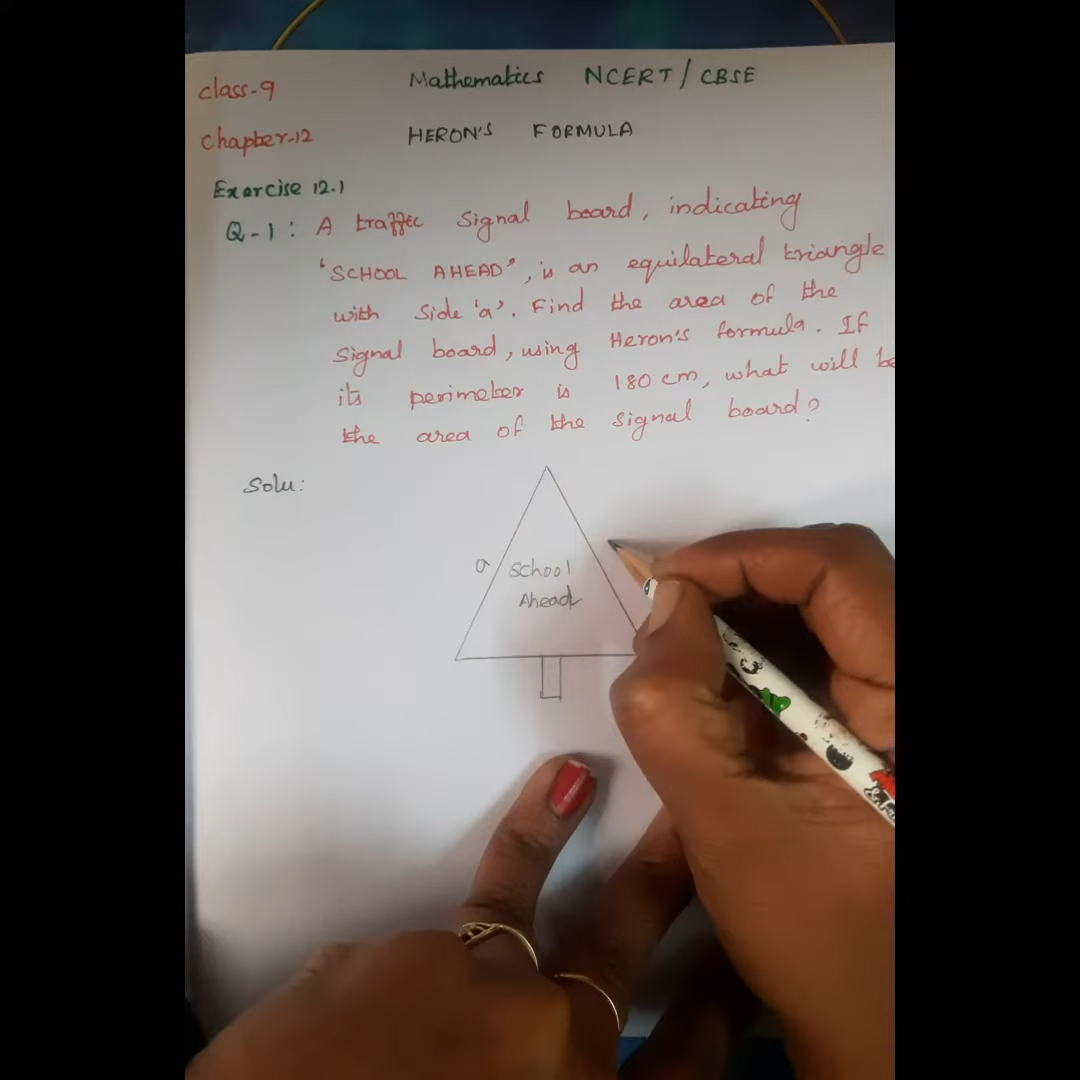 class-9 Mathematics NCERT/CBSE
Chapter-12 HERON'S FORMULA
Exercise 12.1
Q-1: A traffic signal board, indicating
'SCHOOL AHEAD', is an equilateral triangle
with side 'a'. Find the area of the
signal board, using Heron's formula. If
its perimeter is 180 cm, what will be
the area of the signal board?
Solu:
a
School
Ahead